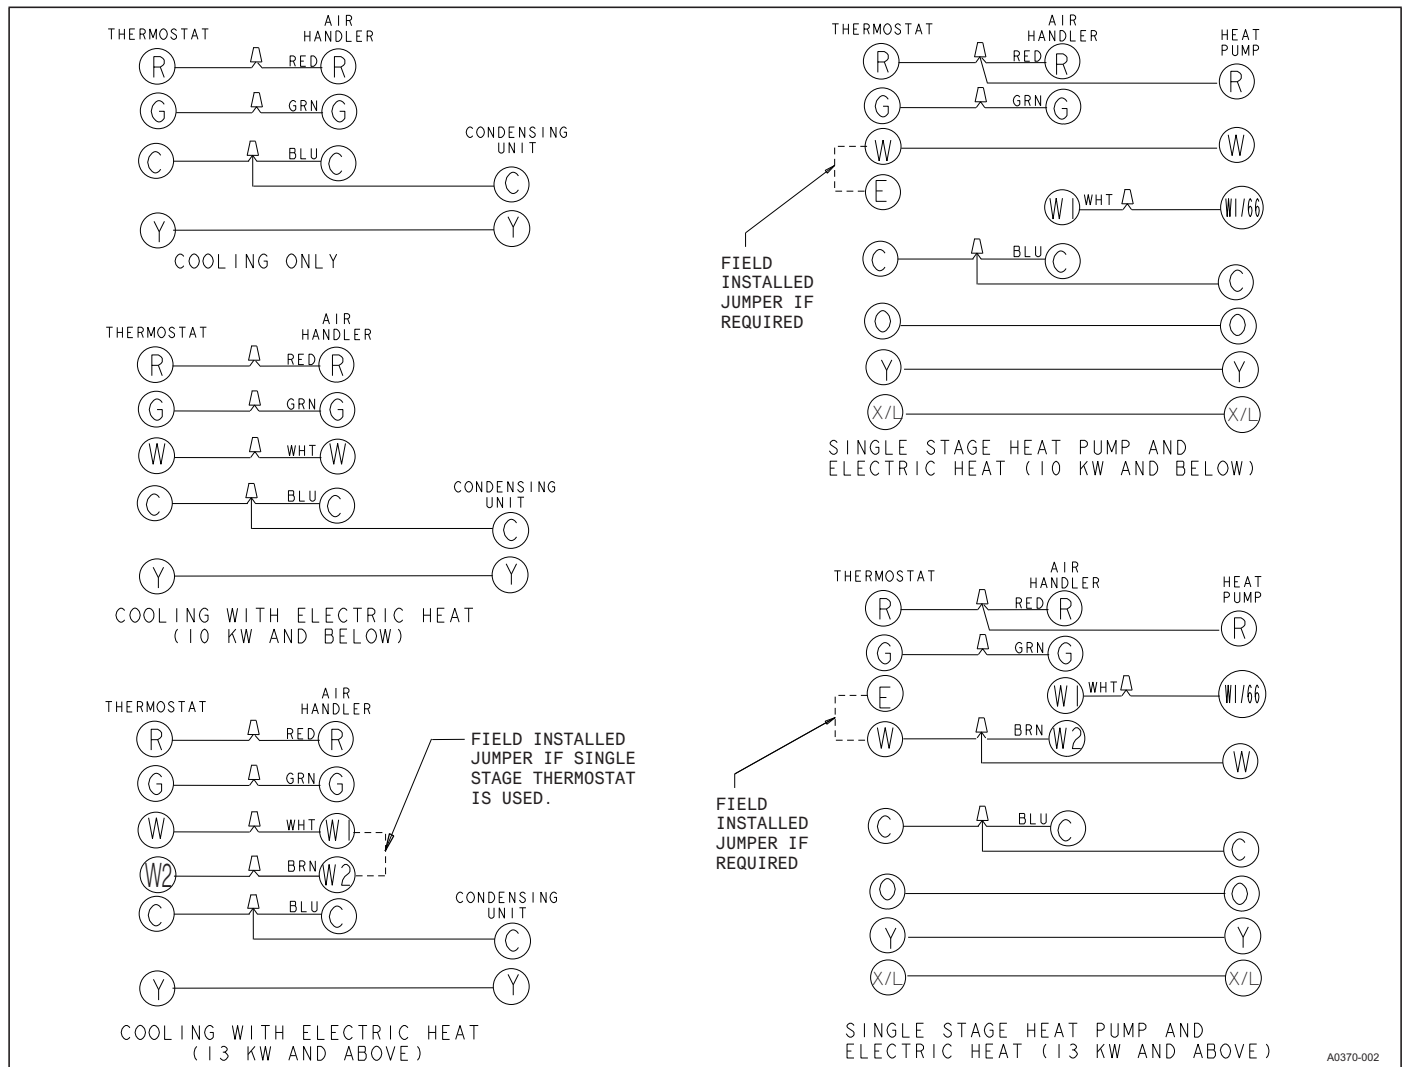 THERMOSTAT
AIR
HANDLER
R RED R
G GRN G
CONDENSING
UNIT
C BLU C
C
Y Y
COOLING ONLY
THERMOSTAT
AIR
HANDLER
R RED R
G GRN G
W WHT W
CONDENSING
UNIT
C BLU C
C
Y Y
COOLING WITH ELECTRIC HEAT
(10 KW AND BELOW)
THERMOSTAT
AIR
HANDLER
R RED R
G GRN G
W WHT W1
W2 BRN W2
FIELD INSTALLED
JUMPER IF SINGLE
STAGE THERMOSTAT
IS USED.
CONDENSING
UNIT
C BLU C
C
Y Y
COOLING WITH ELECTRIC HEAT
(13 KW AND ABOVE)
THERMOSTAT
AIR
HANDLER
HEAT
PUMP
R RED R
R
G GRN G
W W
E
W1 WHT W1/66
FIELD
INSTALLED
JUMPER IF
REQUIRED
C BLU C
C
O O
Y Y
X/L X/L
SINGLE STAGE HEAT PUMP AND
ELECTRIC HEAT (10 KW AND BELOW)
THERMOSTAT
AIR
HANDLER
HEAT
PUMP
R RED R
R
G GRN G
E W1 WHT W1/66
W BRN W2
W
FIELD
INSTALLED
JUMPER IF
REQUIRED
C BLU C
C
O O
Y Y
X/L X/L
SINGLE STAGE HEAT PUMP AND
ELECTRIC HEAT (13 KW AND ABOVE)
A0370-002